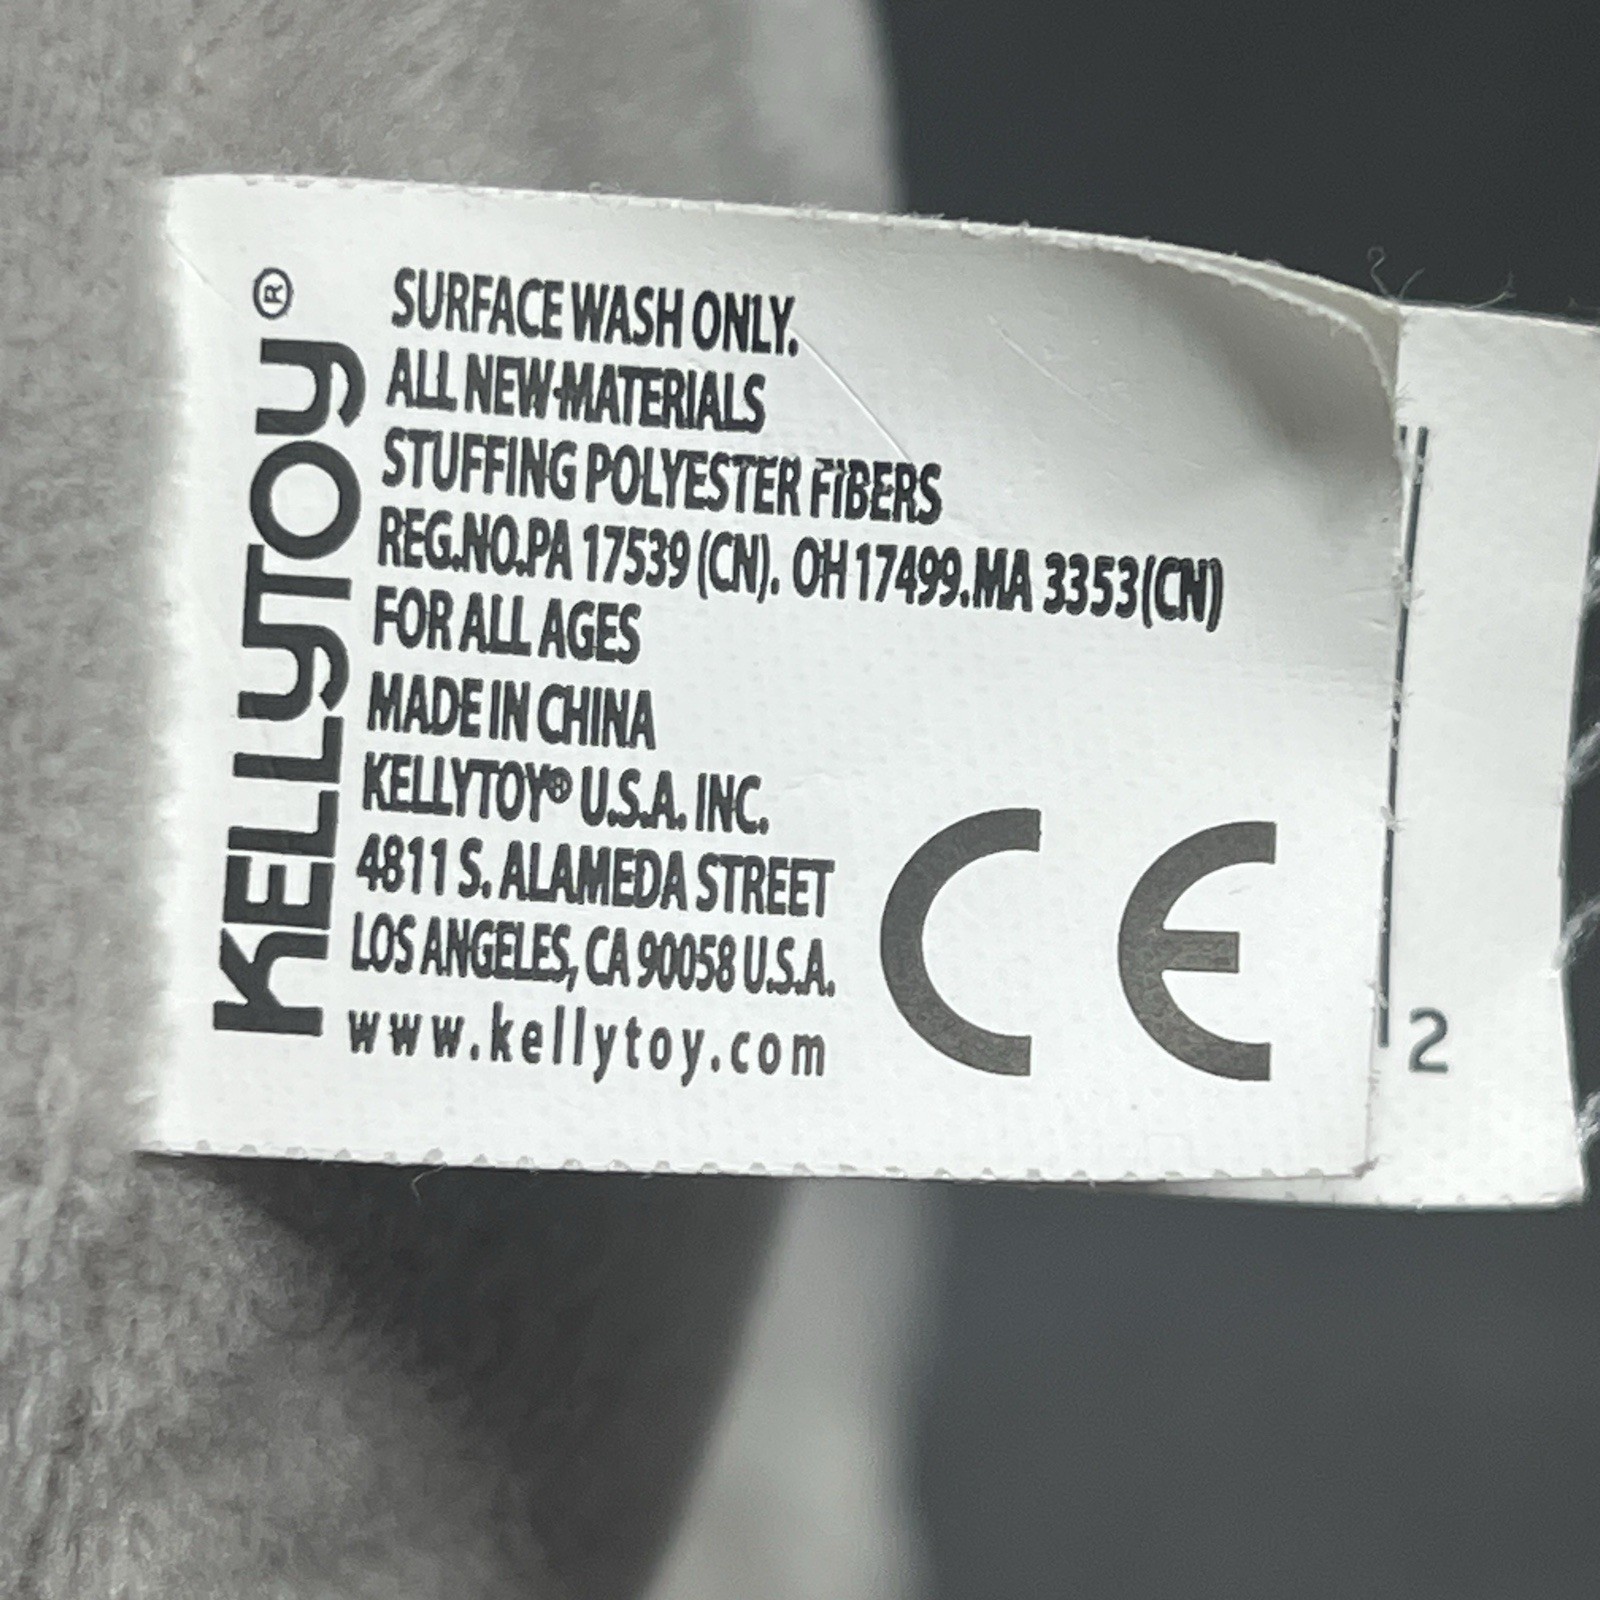 KELLYTOY®
SURFACE WASH ONLY.
ALL NEW MATERIALS
STUFFING POLYESTER FIBERS
REG.NO.PA 17539 (CN). OH 17499.MA 3353(CN)
FOR ALL AGES
MADE IN CHINA
KELLYTOY® U.S.A. INC.
4811 S. ALAMEDA STREET
LOS ANGELES, CA 90058 U.S.A.
www.kellytoy.com
CE
2